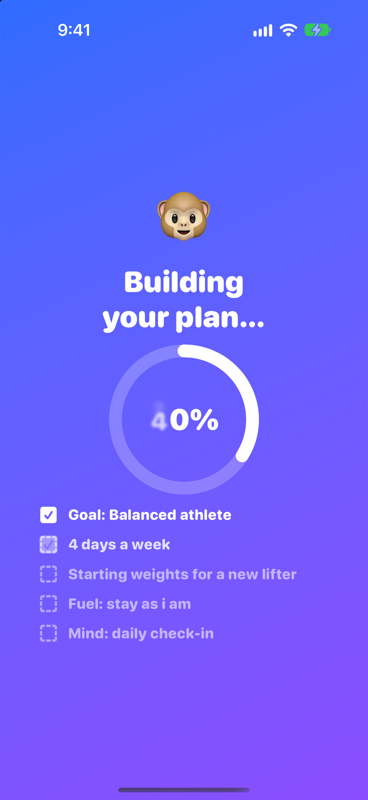 9:41
Building
your plan...
40%
Goal: Balanced athlete
4 days a week
Starting weights for a new lifter
Fuel: stay as i am
Mind: daily check-in